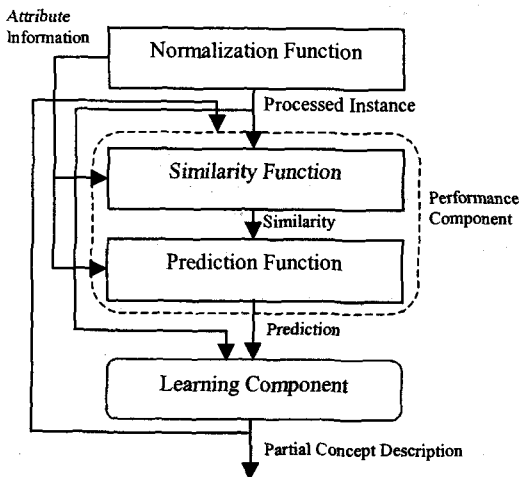 Attribute
Information
Normalization Function
Processed Instance
Similarity Function
Performance
Component
Similarity
Prediction Function
Prediction
Learning Component
Partial Concept Description